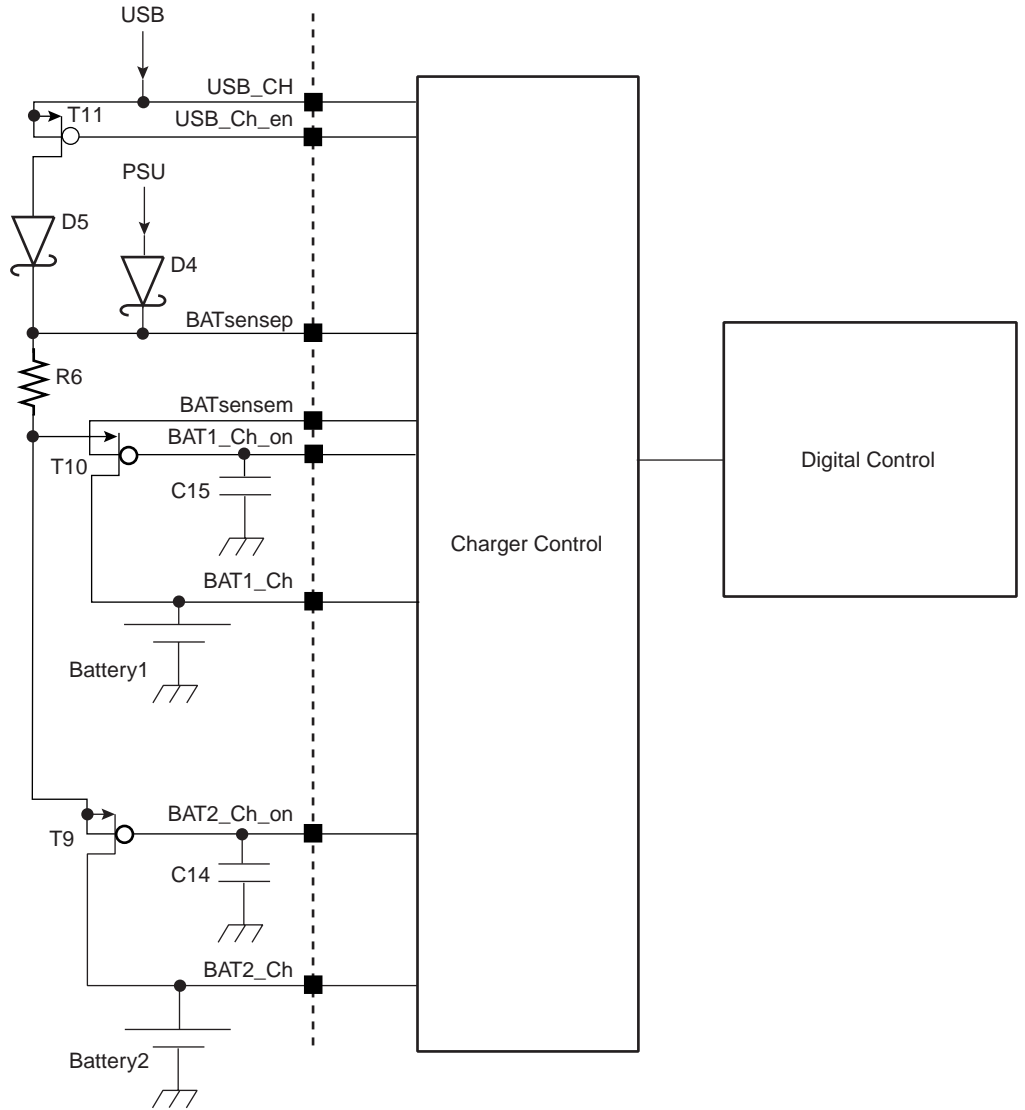 USB
USB_CH
T11
USB_Ch_en
PSU
D5
D4
BATsensep
R6
BATsensem
BAT1_Ch_on
T10
C15
Digital Control
Charger Control
BAT1_Ch
Battery1
BAT2_Ch_on
T9
C14
BAT2_Ch
Battery2